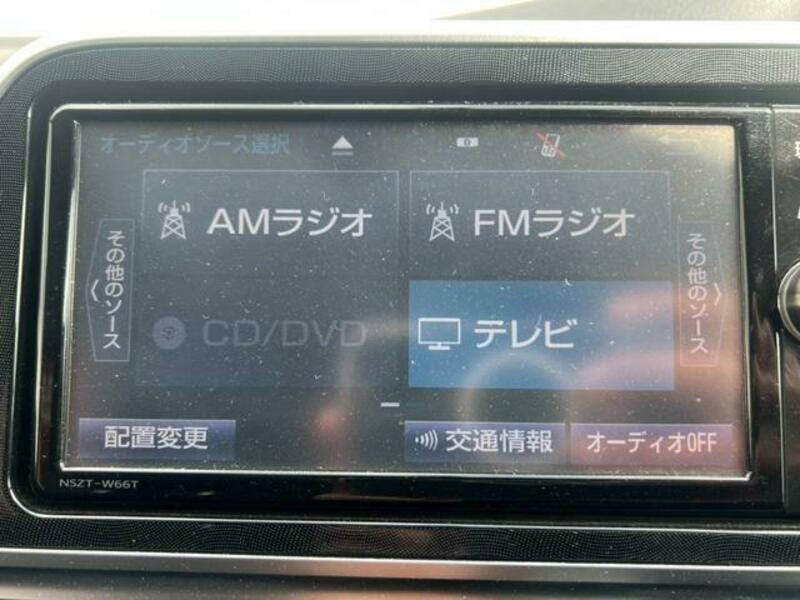 オーディオソース選択
AMラジオ
FMラジオ
その他のソース
CD/DVD
テレビ
その他のソース
配置変更
交通情報
オーディオOFF
NSZT-W66T